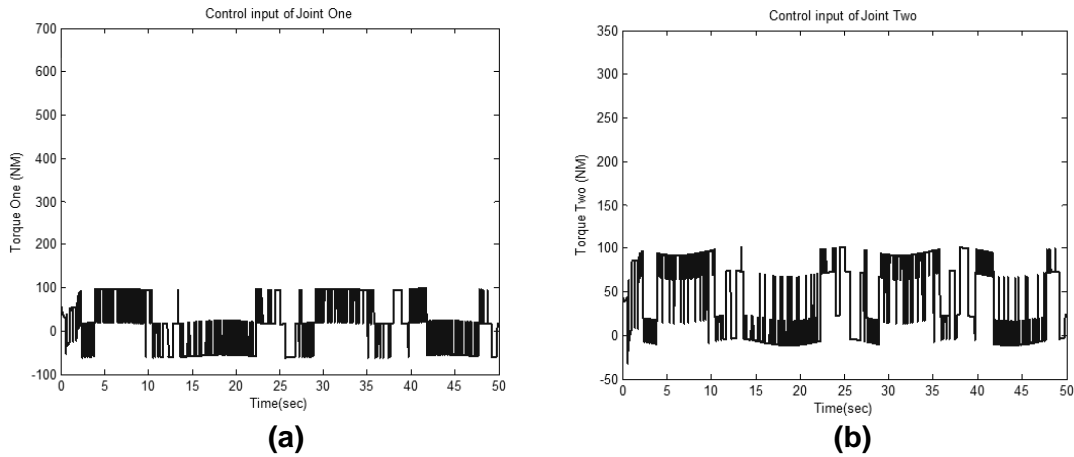 Control input of Joint One
Torque One (NM)
700
600
500
400
300
200
100
0
-100
0 5 10 15 20 25 30 35 40 45 50
Time(sec)
(a)
Control input of Joint Two
Torque Two (NM)
350
300
250
200
150
100
50
0
-50
0 5 10 15 20 25 30 35 40 45 50
Time(sec)
(b)